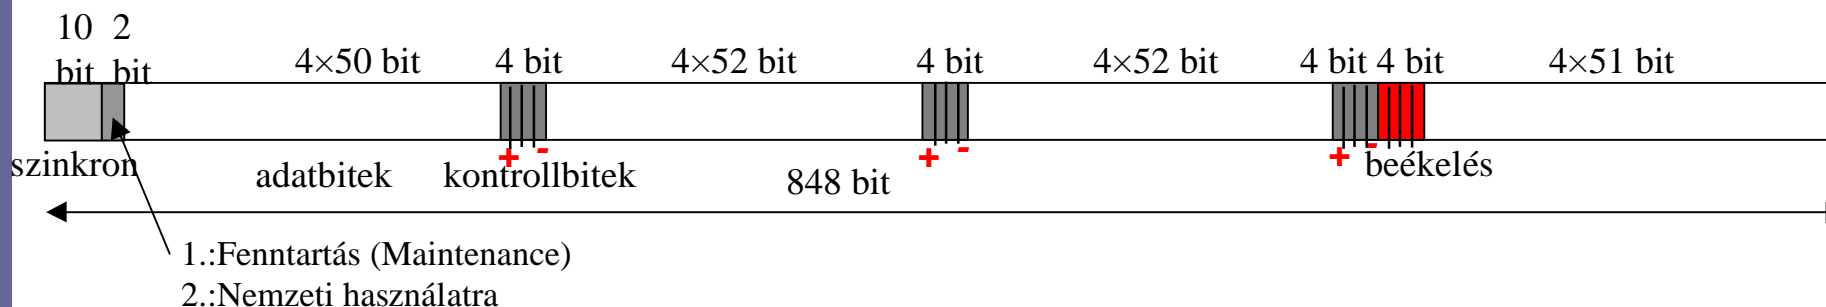 10 2
bit bit
4×50 bit 4 bit 4×52 bit 4 bit 4×52 bit 4 bit 4 bit 4×51 bit
+ - + - + -
szinkron adatbitek kontrollbitek 848 bit beékelés
1.:Fenntartás (Maintenance)
2.:Nemzeti használatra